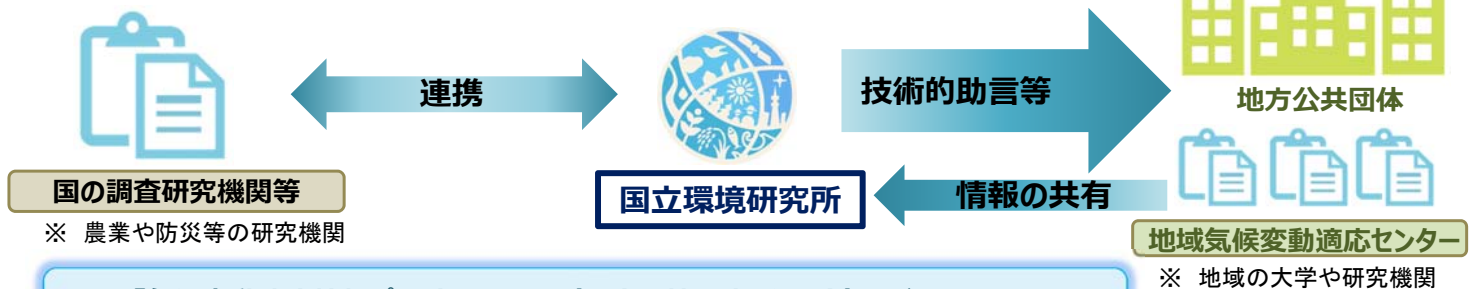 連携
技術的助言等
地方公共団体
国の調査研究機関等
※ 農業や防災等の研究機関
国立環境研究所
情報の共有
地域気候変動適応センター
※ 地域の大学や研究機関